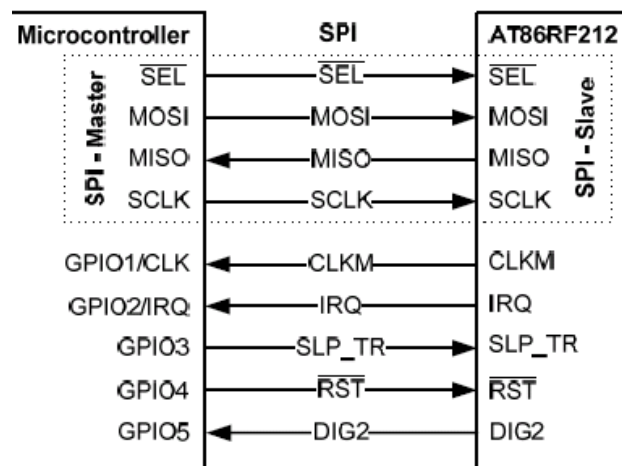 Microcontroller SPI AT86RF212
SEL SEL SEL
MOSI MOSI MOSI
MISO MISO MISO
SCLK SCLK SCLK
SPI - Master
SPI - Slave
GPIO1/CLK CLKM CLKM
GPIO2/IRQ IRQ IRQ
GPIO3 SLP_TR SLP_TR
GPIO4 RST RST
GPIO5 DIG2 DIG2